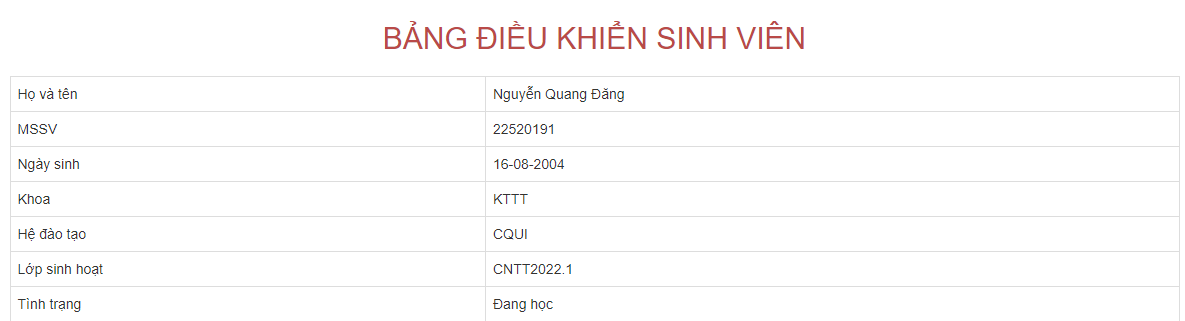 BẢNG ĐIỀU KHIỂN SINH VIÊN
Họ và tên Nguyễn Quang Đăng
MSSV 22520191
Ngày sinh 16-08-2004
Khoa KTTT
Hệ đào tạo CQUI
Lớp sinh hoạt CNTT2022.1
Tình trạng Đang học